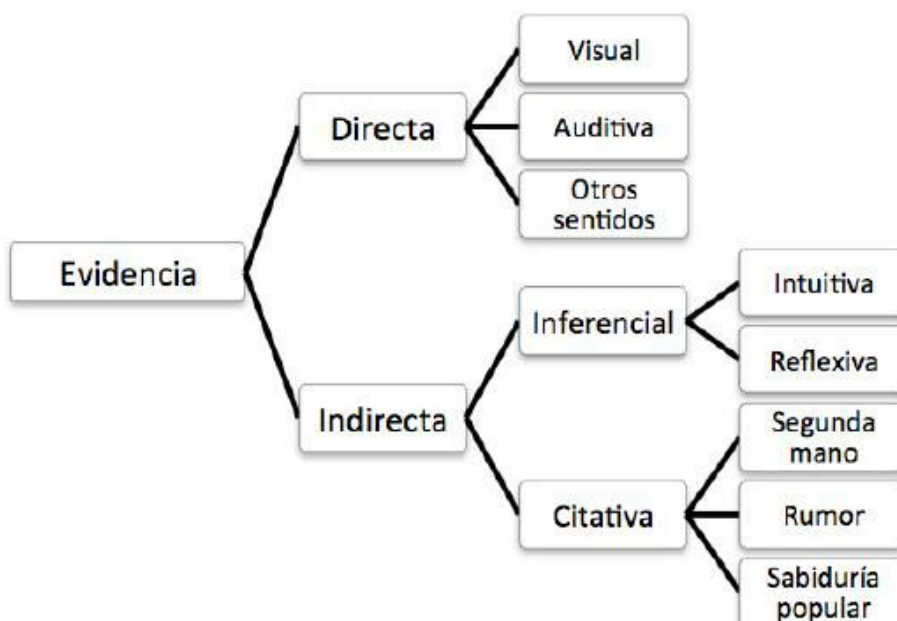 Visual
Directa
Auditiva
Otros
sentidos
Evidencia
Intuitiva
Inferencial
Reflexiva
Indirecta
Segunda
mano
Citativa
Rumor
Sabiduría
popular